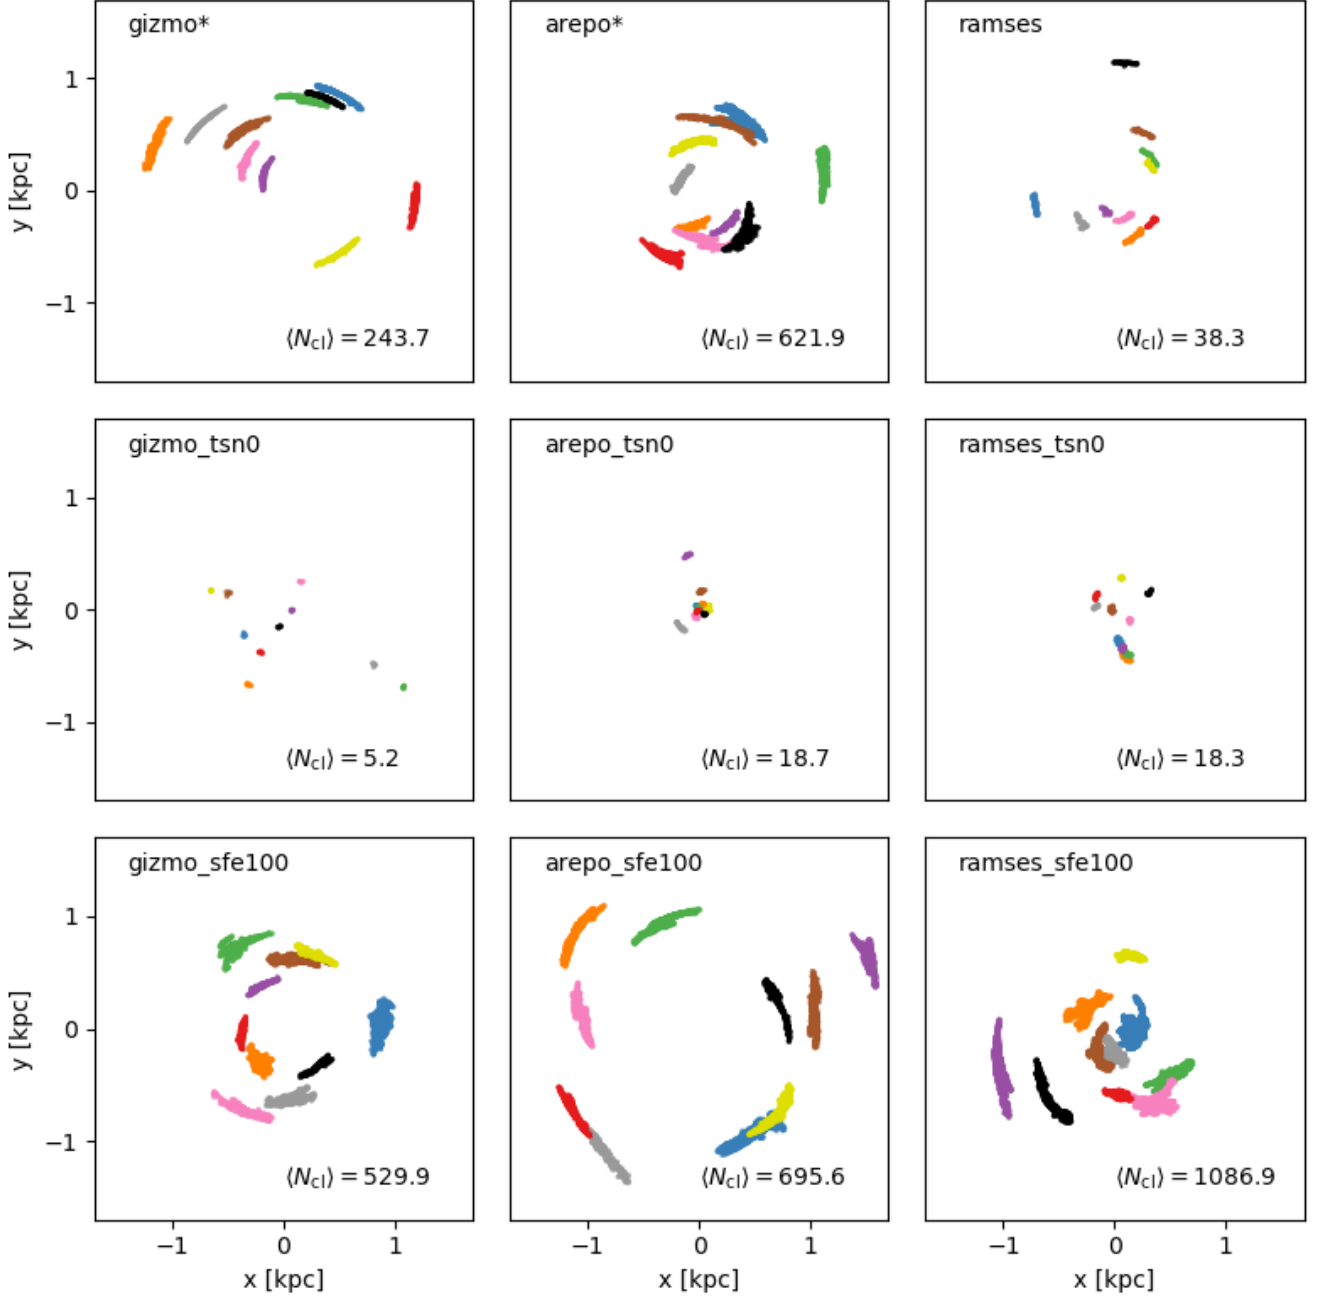 gizmo* arepo* ramses
1
0
−1
y [kpc]
⟨N_cl⟩ = 243.7 ⟨N_cl⟩ = 621.9 ⟨N_cl⟩ = 38.3
gizmo_tsn0 arepo_tsn0 ramses_tsn0
1
0
−1
y [kpc]
⟨N_cl⟩ = 5.2 ⟨N_cl⟩ = 18.7 ⟨N_cl⟩ = 18.3
gizmo_sfe100 arepo_sfe100 ramses_sfe100
1
0
−1
y [kpc]
⟨N_cl⟩ = 529.9 ⟨N_cl⟩ = 695.6 ⟨N_cl⟩ = 1086.9
−1 0 1 −1 0 1 −1 0 1
x [kpc] x [kpc] x [kpc]